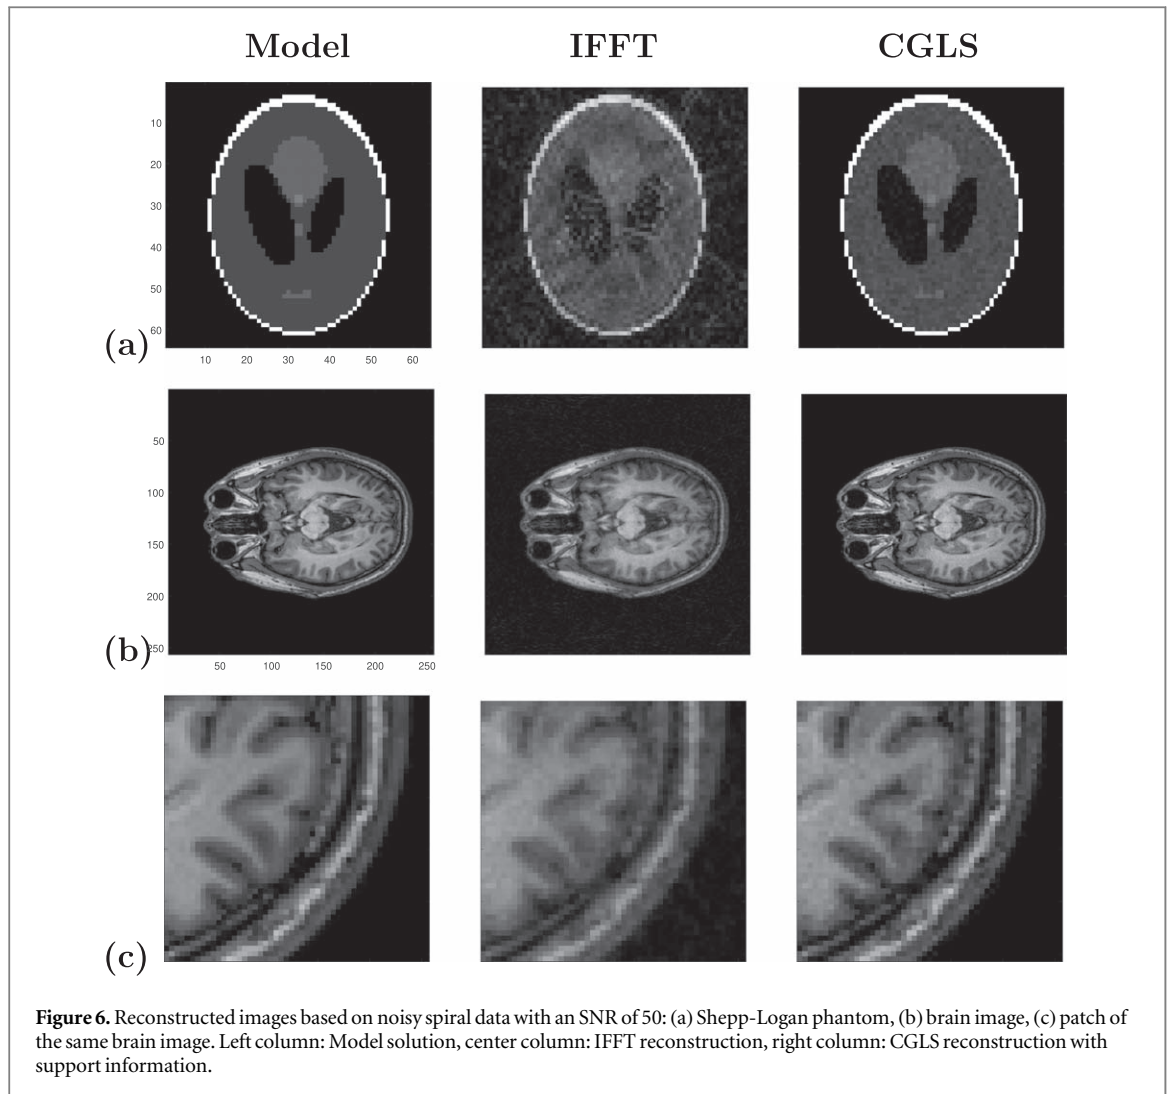 Model IFFT CGLS
10
20
30
40
50
60
(a)
10 20 30 40 50 60
50
100
150
200
250
(b)
50 100 150 200 250
(c)
Figure 6. Reconstructed images based on noisy spiral data with an SNR of 50: (a) Shepp-Logan phantom, (b) brain image, (c) patch of
the same brain image. Left column: Model solution, center column: IFFT reconstruction, right column: CGLS reconstruction with
support information.